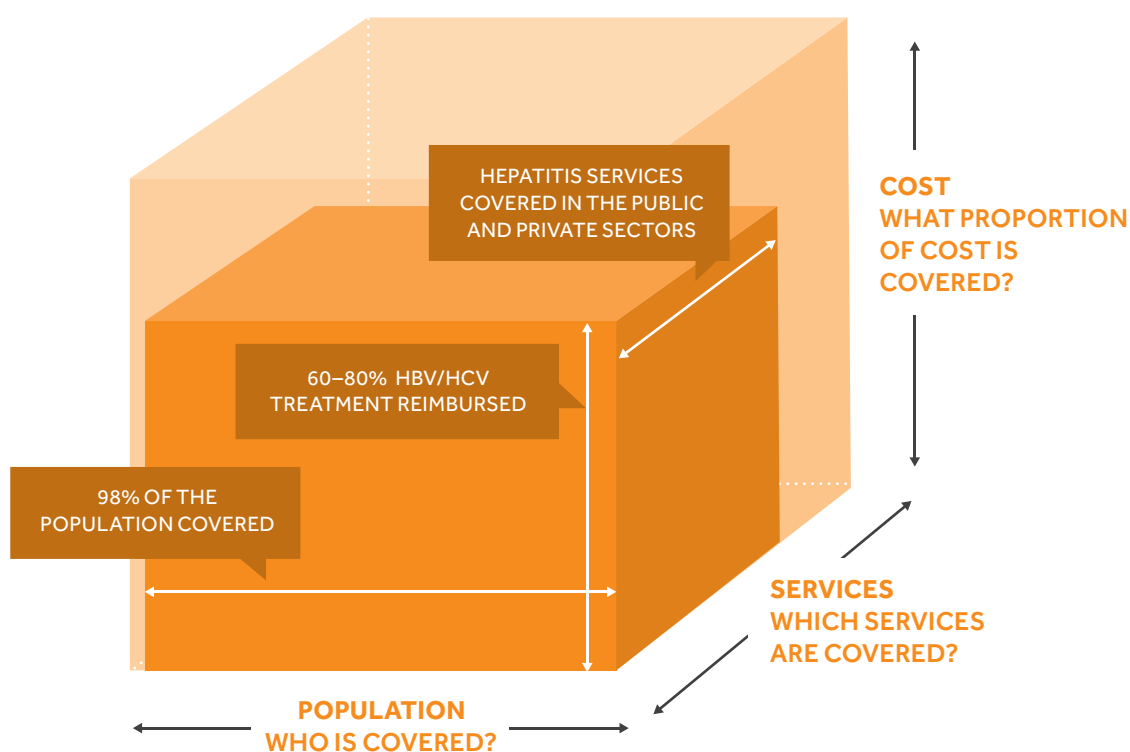 HEPATITIS SERVICES
COVERED IN THE PUBLIC
AND PRIVATE SECTORS
COST
WHAT PROPORTION
OF COST IS
COVERED?
60–80% HBV/HCV
TREATMENT REIMBURSED
98% OF THE
POPULATION COVERED
SERVICES
WHICH SERVICES
ARE COVERED?
POPULATION
WHO IS COVERED?